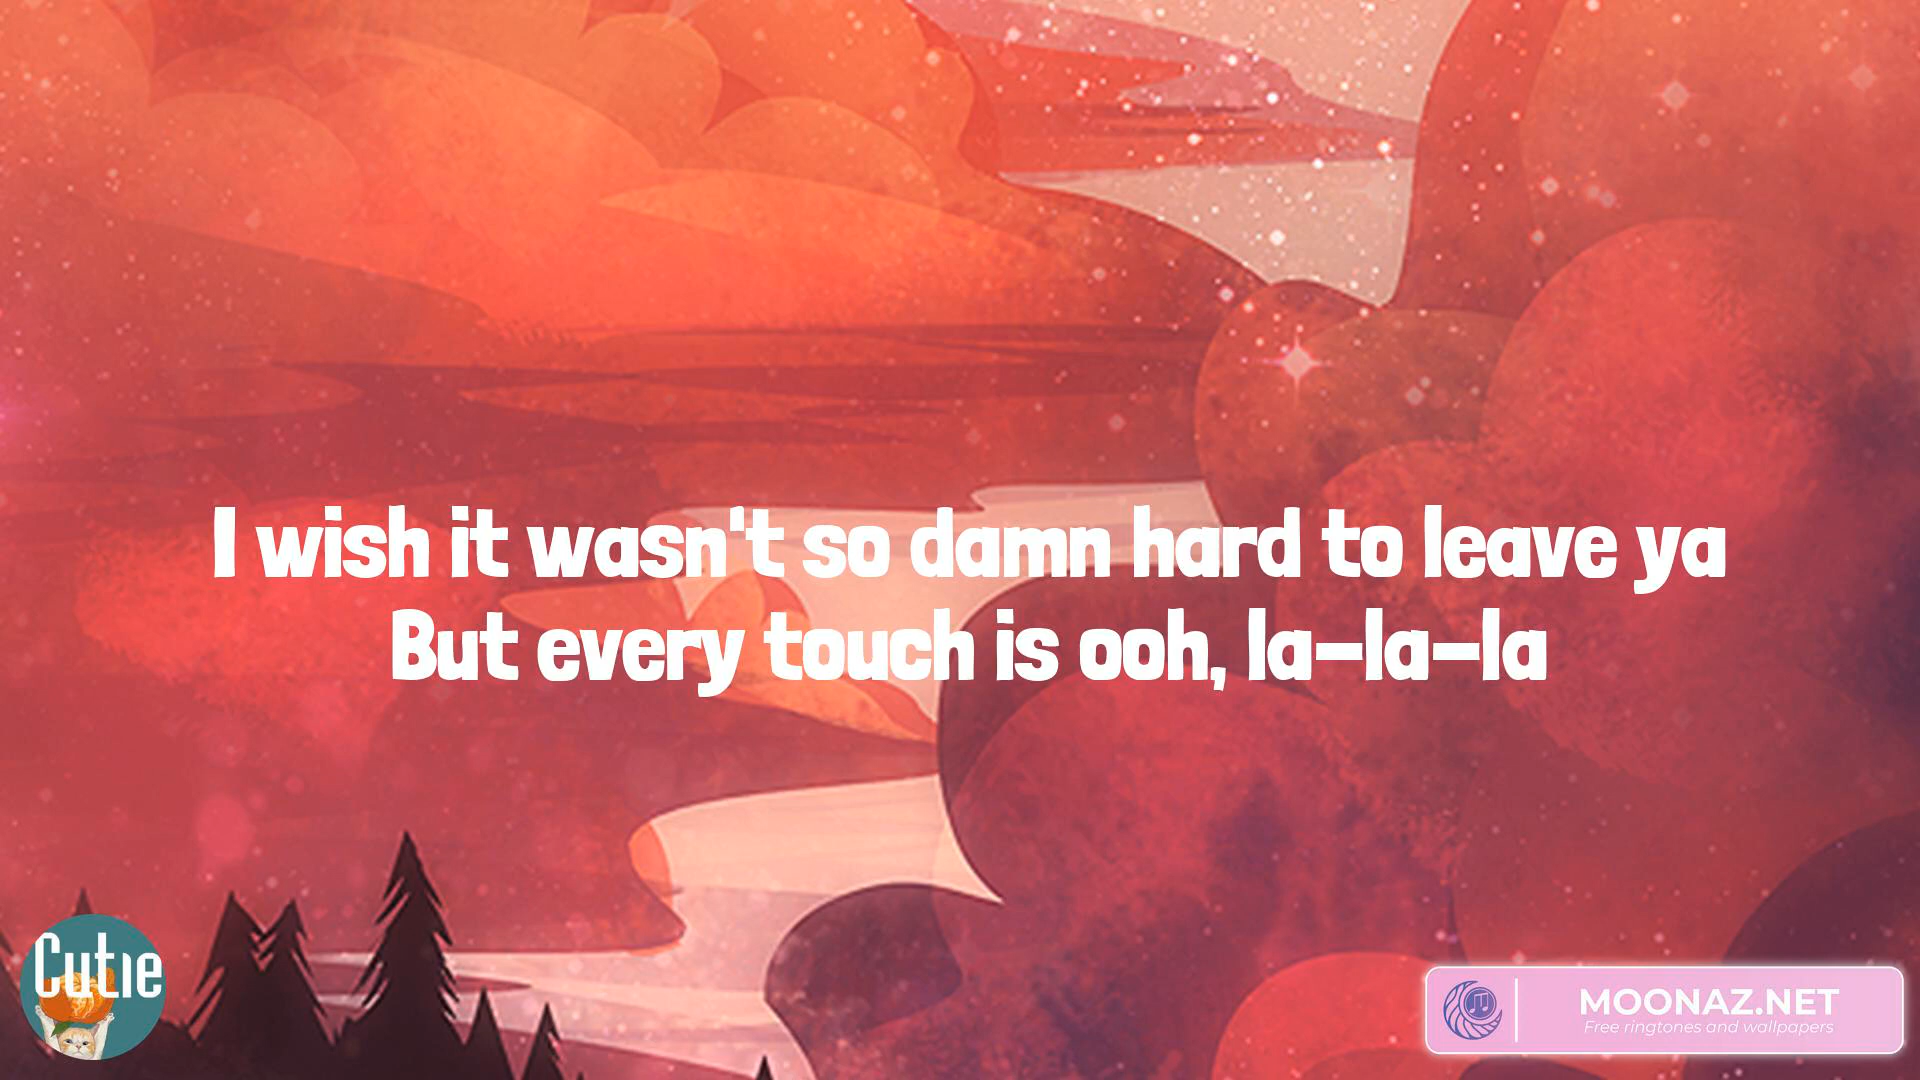 I wish it wasn't so damn hard to leave ya
But every touch is ooh, la-la-la
Cutie
MOONAZ.NET
Free ringtones and wallpapers